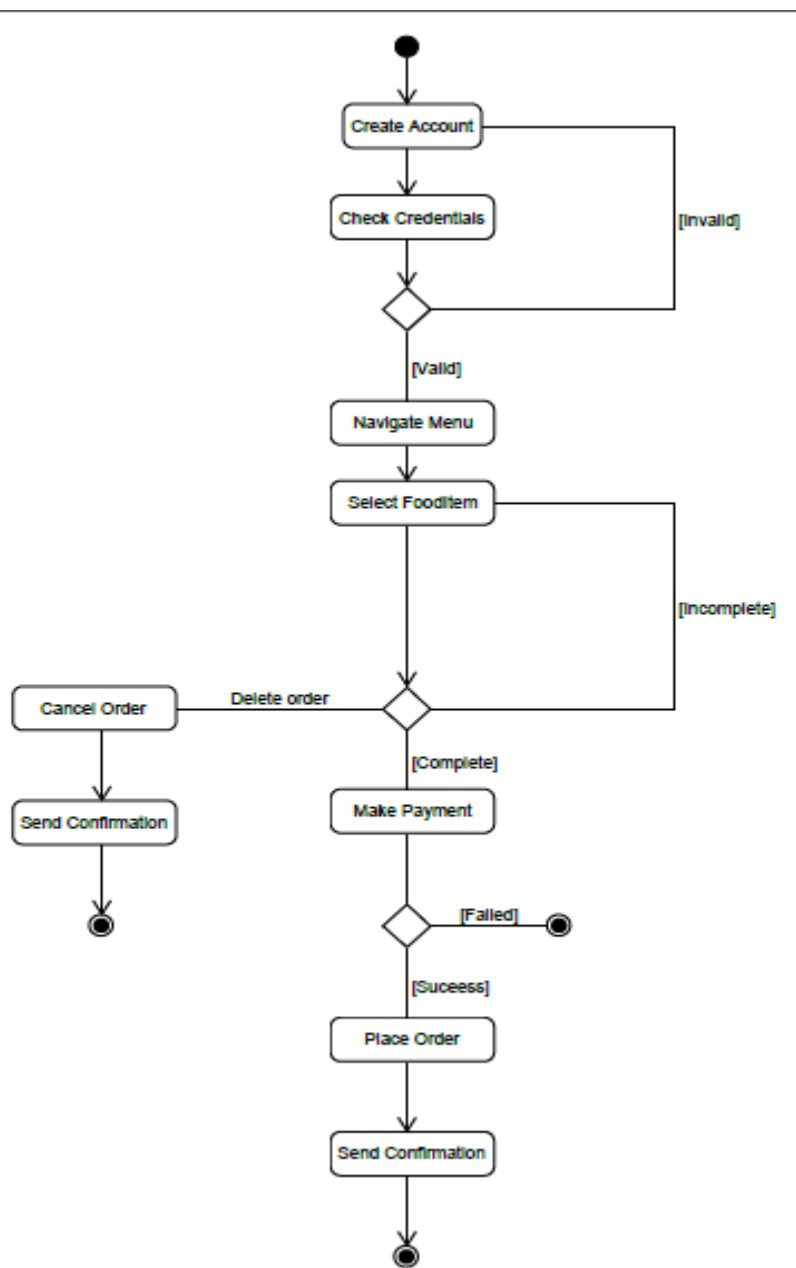 Create Account
Check Credentials
[Invalid]
[Valid]
Navigate Menu
Select FoodItem
[Incomplete]
Delete order
Cancel Order
[Complete]
Make Payment
Send Confirmation
[Failed]
[Suceess]
Place Order
Send Confirmation